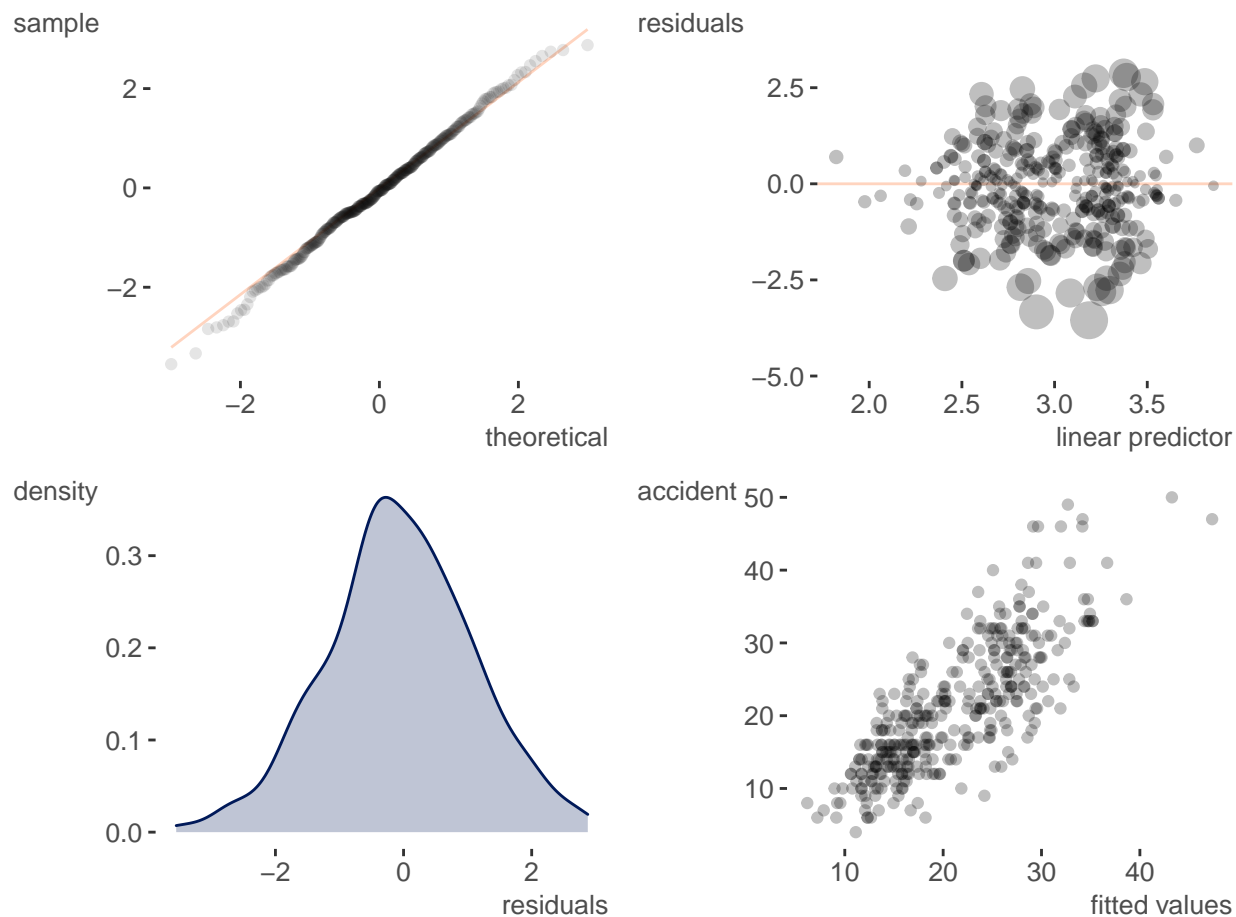 sample
2
0
−2
−2 0 2
theoretical
residuals
2.5
0.0
−2.5
−5.0
2.0 2.5 3.0 3.5
linear predictor
density
0.3
0.2
0.1
0.0
−2 0 2
residuals
accident
50
40
30
20
10
10 20 30 40
fitted values